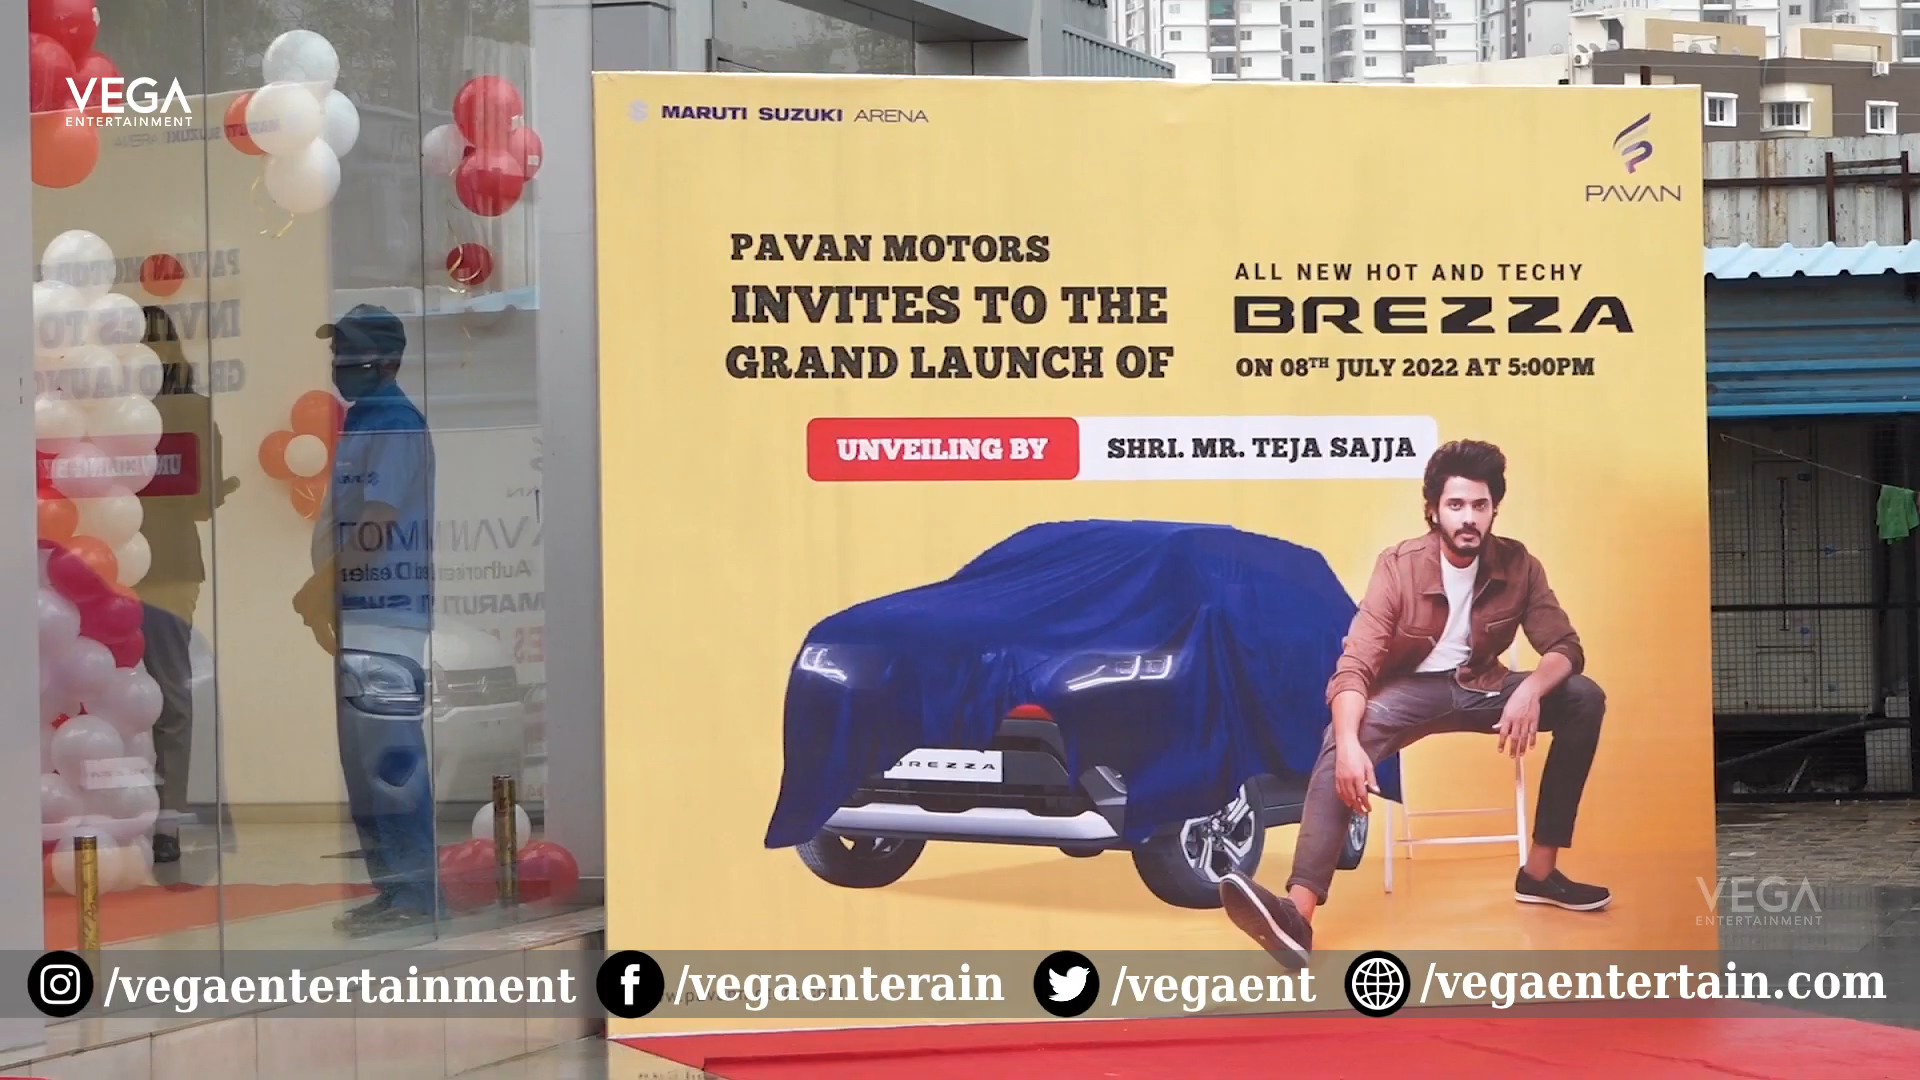 VEGA
ENTERTAINMENT
MARUTI SUZUKI ARENA
PAVAN
PAVAN MOTORS
INVITES TO THE
GRAND LAUNCH OF
ALL NEW HOT AND TECHY
BREZZA
ON 08TH JULY 2022 AT 5:00PM
UNVEILING BY
SHRI. MR. TEJA SAJJA
BREZZA
VEGA
ENTERTAINMENT
/vegaentertainment
/vegaenterain
/vegaent
/vegaentertain.com